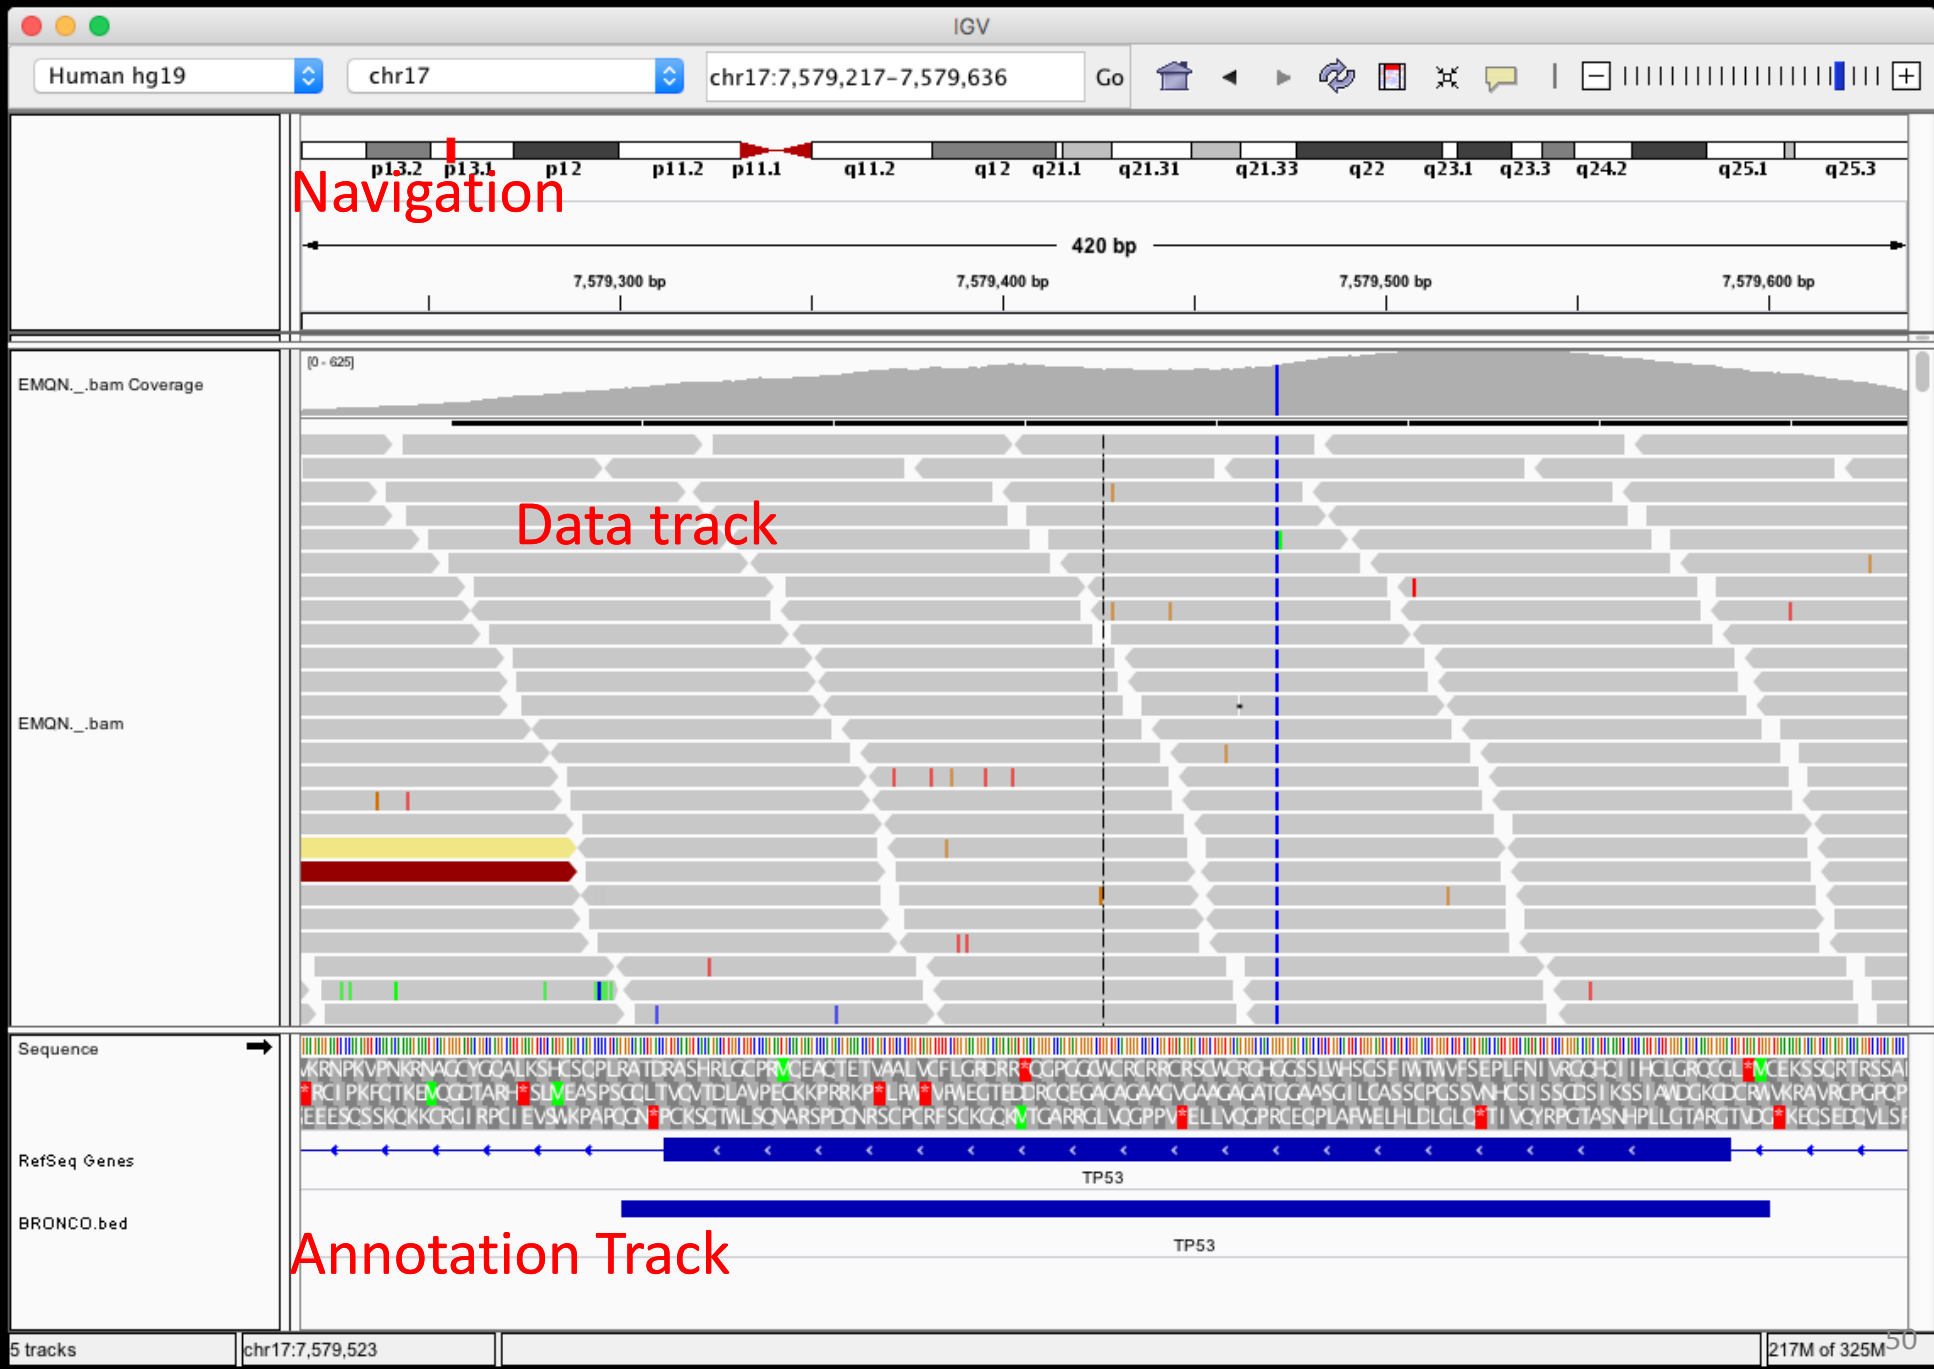 IGV
Human hg19
chr17
chr17:7,579,217-7,579,636
Go
p13.2 p13.1 p12 p11.2 p11.1 q11.2 q12 q21.1 q21.31 q21.33 q22 q23.1 q23.3 q24.2 q25.1 q25.3
Navigation
420 bp
7,579,300 bp 7,579,400 bp 7,579,500 bp 7,579,600 bp
[0 - 625]
EMQN._.bam Coverage
Data track
EMQN._.bam
Sequence
RefSeq Genes
TP53
BRONCO.bed
TP53
Annotation Track
5 tracks
chr17:7,579,523
217M of 325M
50